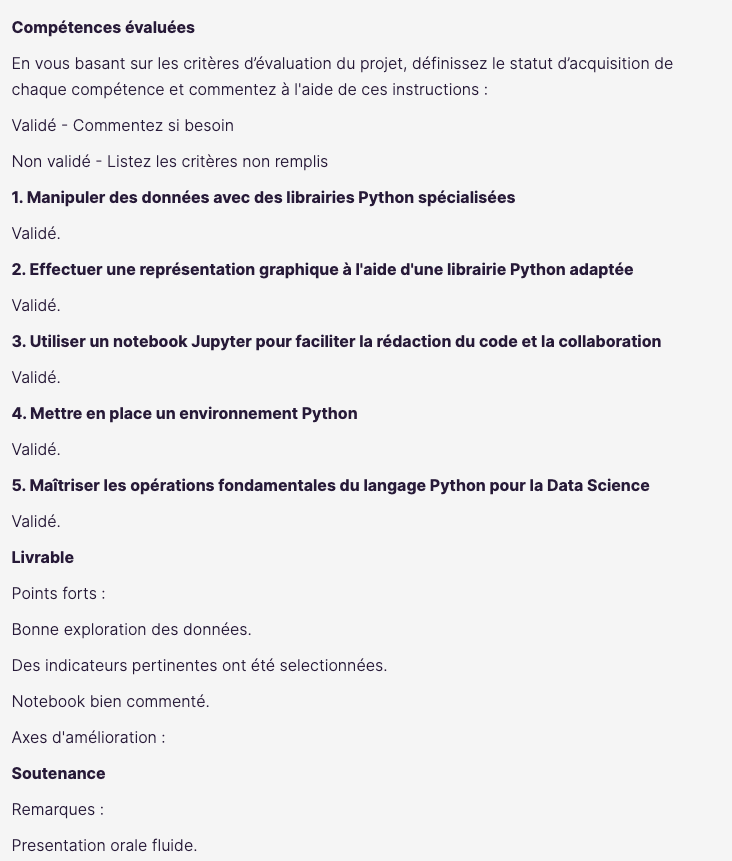 Compétences évaluées
En vous basant sur les critères d’évaluation du projet, définissez le statut d’acquisition de
chaque compétence et commentez à l'aide de ces instructions :
Validé - Commentez si besoin
Non validé - Listez les critères non remplis
1. Manipuler des données avec des librairies Python spécialisées
Validé.
2. Effectuer une représentation graphique à l'aide d'une librairie Python adaptée
Validé.
3. Utiliser un notebook Jupyter pour faciliter la rédaction du code et la collaboration
Validé.
4. Mettre en place un environnement Python
Validé.
5. Maîtriser les opérations fondamentales du langage Python pour la Data Science
Validé.
Livrable
Points forts :
Bonne exploration des données.
Des indicateurs pertinentes ont été selectionnées.
Notebook bien commenté.
Axes d'amélioration :
Soutenance
Remarques :
Presentation orale fluide.